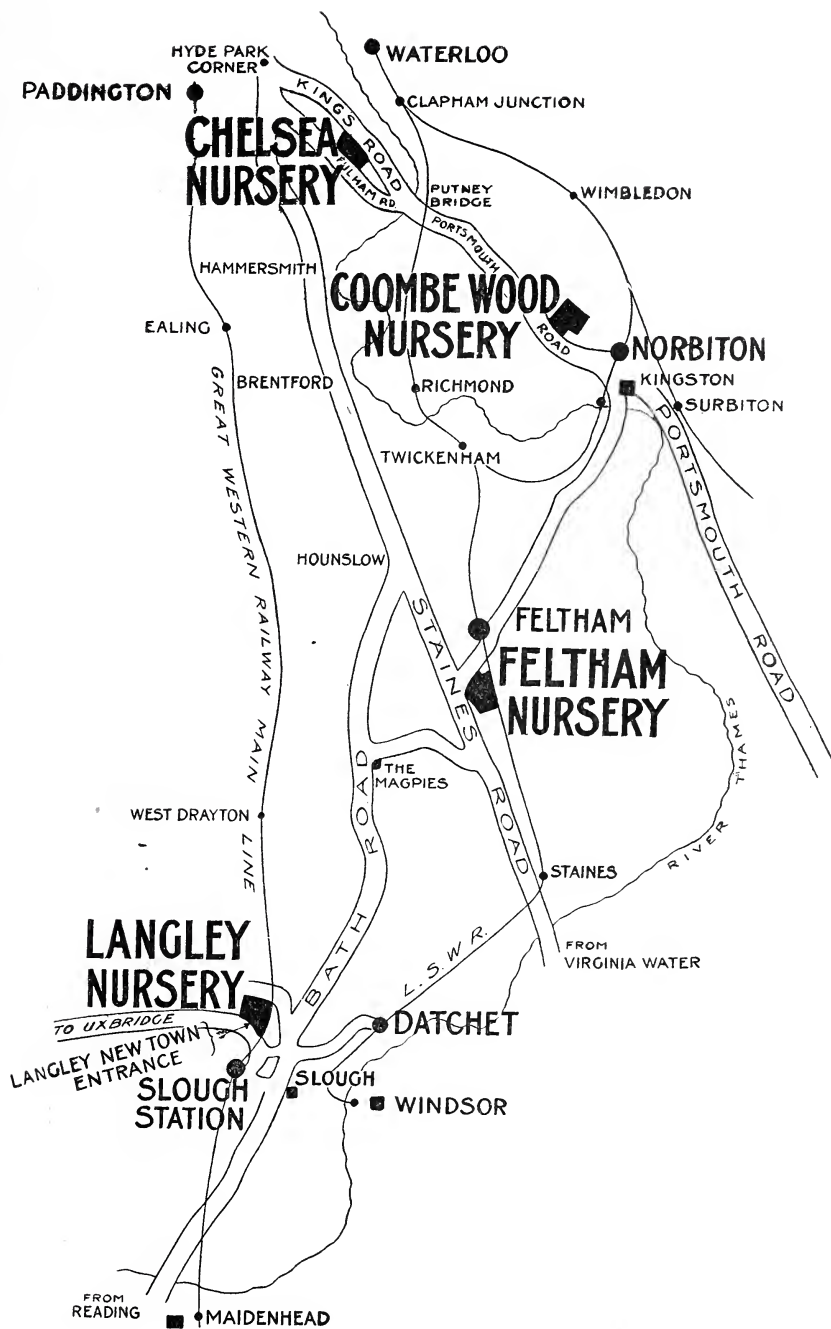 HYDE PARK
CORNER
WATERLOO
PADDINGTON
CLAPHAM JUNCTION
KINGS ROAD
CHELSEA
NURSERY
FULHAM RD.
PUTNEY
BRIDGE
WIMBLEDON
PORTSMOUTH
ROAD
HAMMERSMITH
COOMBE WOOD
NURSERY
EALING
NORBITON
BRENTFORD
RICHMOND
KINGSTON
SURBITON
GREAT WESTERN RAILWAY MAIN LINE
TWICKENHAM
PORTSMOUTH ROAD
HOUNSLOW
STAINES ROAD
FELTHAM
FELTHAM
NURSERY
RIVER THAMES
THE
MAGPIES
WEST DRAYTON
BATH ROAD
STAINES
LANGLEY
NURSERY
L. S. W. R.
FROM
VIRGINIA WATER
TO UXBRIDGE
DATCHET
LANGLEY NEW TOWN
ENTRANCE
SLOUGH
STATION
SLOUGH
WINDSOR
FROM
READING
MAIDENHEAD